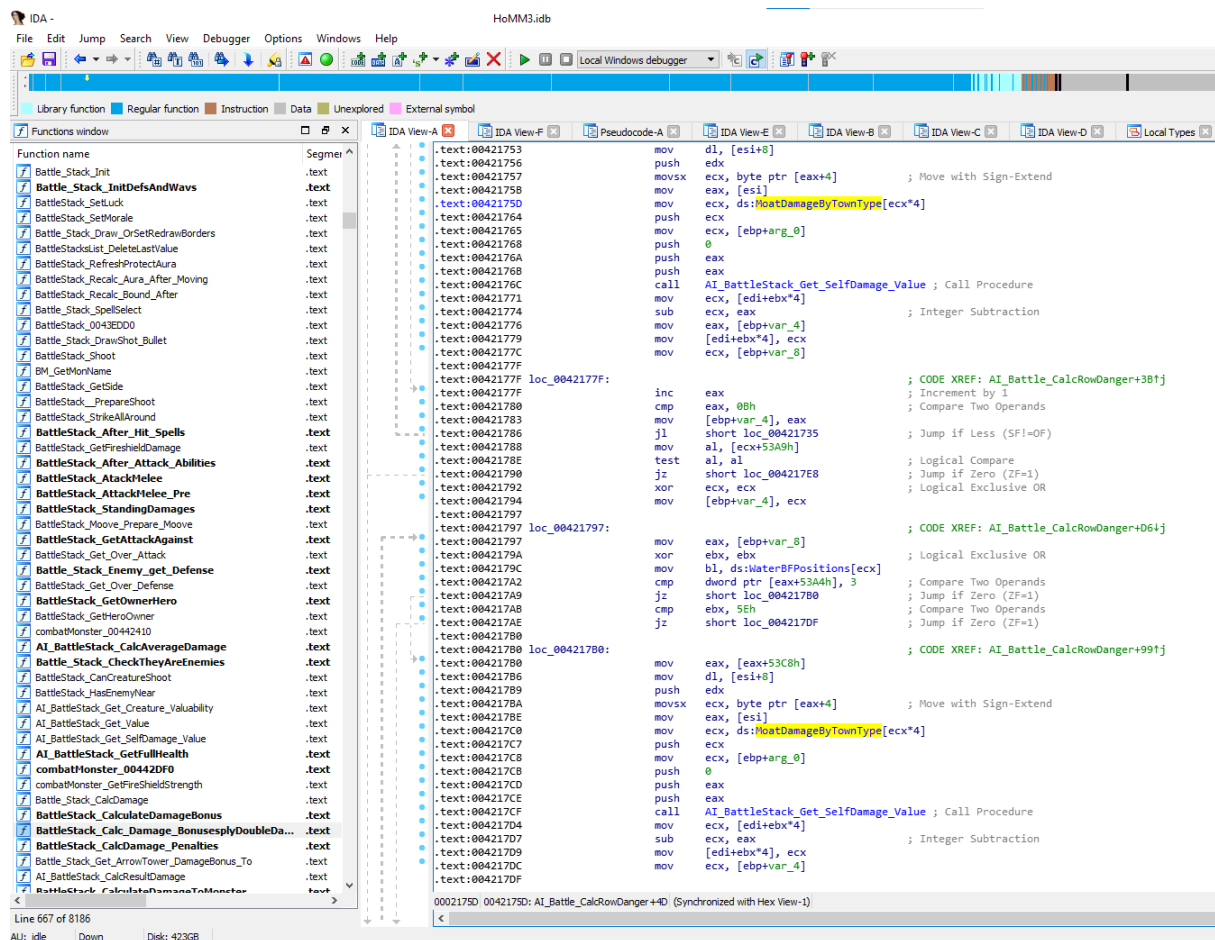 IDA - HoMM3.idb
File Edit Jump Search View Debugger Options Windows Help
Local Windows debugger
Library function Regular function Instruction Data Unexplored External symbol
Functions window
IDA View-A IDA View-F Pseudocode-A IDA View-E IDA View-B IDA View-C IDA View-D Local Types
Function name Segmer
Battle_Stack_Init .text
Battle_Stack_InitDefsAndWavs .text
BattleStack_SetLuck .text
BattleStack_SetMorale .text
Battle_Stack_Draw_OrSetRedrawBorders .text
BattleStacksList_DeleteLastValue .text
BattleStack_RefreshProtectAura .text
BattleStack_Recalc_Aura_After_Moving .text
BattleStack_Recalc_Bound_After .text
Battle_Stack_SpellSelect .text
BattleStack_0043EDD0 .text
Battle_Stack_DrawShot_Bullet .text
BattleStack_Shoot .text
BM_GetMonName .text
BattleStack_GetSide .text
BattleStack__PrepareShoot .text
BattleStack_StrikeAllAround .text
BattleStack_After_Hit_Spells .text
BattleStack_GetFireshieldDamage .text
BattleStack_After_Attack_Abilities .text
BattleStack_AtackMelee .text
BattleStack_AttackMelee_Pre .text
BattleStack_StandingDamages .text
BattleStack_Moove_Prepare_Moove .text
BattleStack_GetAttackAgainst .text
BattleStack_Get_Over_Attack .text
Battle_Stack_Enemy_get_Defense .text
BattleStack_Get_Over_Defense .text
BattleStack_GetOwnerHero .text
BattleStack_GetHeroOwner .text
combatMonster_00442410 .text
AI_BattleStack_CalcAverageDamage .text
Battle_Stack_CheckTheyAreEnemies .text
BattleStack_CanCreatureShoot .text
BattleStack_HasEnemyNear .text
AI_BattleStack_Get_Creature_Valuability .text
AI_BattleStack_Get_Value .text
AI_BattleStack_Get_SelfDamage_Value .text
AI_BattleStack_GetFullHealth .text
combatMonster_00442DF0 .text
combatMonster_GetFireShieldStrength .text
Battle_Stack_CalcDamage .text
BattleStack_CalculateDamageBonus .text
BattleStack_Calc_Damage_BonusesplyDoubleDa... .text
BattleStack_CalcDamage_Penalties .text
Battle_Stack_Get_ArrowTower_DamageBonus_To .text
AI_BattleStack_CalcResultDamage .text
BattleStack_CalculateDamageToMonster .text
Line 667 of 8186
.text:00421753 mov dl, [esi+8]
.text:00421756 push edx
.text:00421757 movsx ecx, byte ptr [eax+4] ; Move with Sign-Extend
.text:0042175B mov eax, [esi]
.text:0042175D mov ecx, ds:MoatDamageByTownType[ecx*4]
.text:00421764 push ecx
.text:00421765 mov ecx, [ebp+arg_0]
.text:00421768 push 0
.text:0042176A push eax
.text:0042176B push eax
.text:0042176C call AI_BattleStack_Get_SelfDamage_Value ; Call Procedure
.text:00421771 mov ecx, [edi+ebx*4]
.text:00421774 sub ecx, eax ; Integer Subtraction
.text:00421776 mov eax, [ebp+var_4]
.text:00421779 mov [edi+ebx*4], ecx
.text:0042177C mov ecx, [ebp+var_8]
.text:0042177F
.text:0042177F loc_0042177F: ; CODE XREF: AI_Battle_CalcRowDanger+3B↑j
.text:0042177F inc eax ; Increment by 1
.text:00421780 cmp eax, 0Bh ; Compare Two Operands
.text:00421783 mov [ebp+var_4], eax
.text:00421786 jl short loc_00421735 ; Jump if Less (SF!=OF)
.text:00421788 mov al, [ecx+53A9h]
.text:0042178E test al, al ; Logical Compare
.text:00421790 jz short loc_004217E8 ; Jump if Zero (ZF=1)
.text:00421792 xor ecx, ecx ; Logical Exclusive OR
.text:00421794 mov [ebp+var_4], ecx
.text:00421797
.text:00421797 loc_00421797: ; CODE XREF: AI_Battle_CalcRowDanger+D6↓j
.text:00421797 mov eax, [ebp+var_8]
.text:0042179A xor ebx, ebx ; Logical Exclusive OR
.text:0042179C mov bl, ds:WaterBFPositions[ecx]
.text:004217A2 cmp dword ptr [eax+53A4h], 3 ; Compare Two Operands
.text:004217A9 jz short loc_004217B0 ; Jump if Zero (ZF=1)
.text:004217AB cmp ebx, 5Eh ; Compare Two Operands
.text:004217AE jz short loc_004217DF ; Jump if Zero (ZF=1)
.text:004217B0
.text:004217B0 loc_004217B0: ; CODE XREF: AI_Battle_CalcRowDanger+99↑j
.text:004217B0 mov eax, [eax+53C8h]
.text:004217B6 mov dl, [esi+8]
.text:004217B9 push edx
.text:004217BA movsx ecx, byte ptr [eax+4] ; Move with Sign-Extend
.text:004217BE mov eax, [esi]
.text:004217C0 mov ecx, ds:MoatDamageByTownType[ecx*4]
.text:004217C7 push ecx
.text:004217C8 mov ecx, [ebp+arg_0]
.text:004217CB push 0
.text:004217CD push eax
.text:004217CE push eax
.text:004217CF call AI_BattleStack_Get_SelfDamage_Value ; Call Procedure
.text:004217D4 mov ecx, [edi+ebx*4]
.text:004217D7 sub ecx, eax ; Integer Subtraction
.text:004217D9 mov [edi+ebx*4], ecx
.text:004217DC mov ecx, [ebp+var_4]
.text:004217DF
0002175D 0042175D: AI_Battle_CalcRowDanger+4D (Synchronized with Hex View-1)
AU: idle Down Disk: 423GB